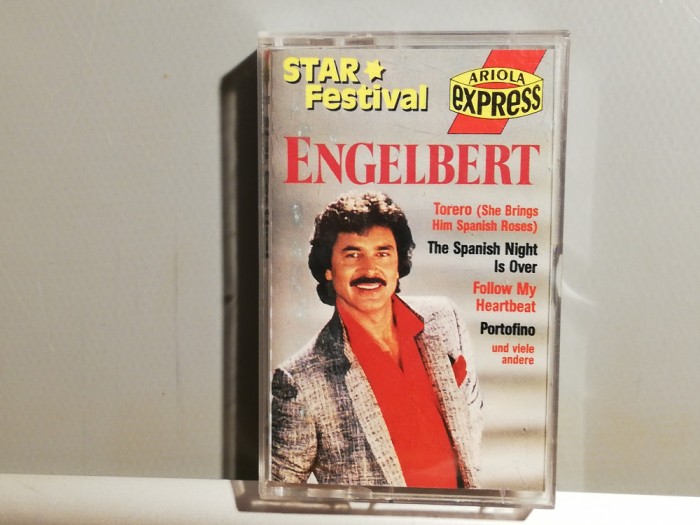 STAR
Festival
ARIOLA
EXPRESS
ENGELBERT
Torero (She Brings
Him Spanish Roses)
The Spanish Night
Is Over
Follow My
Heartbeat
Portofino
und viele
andere